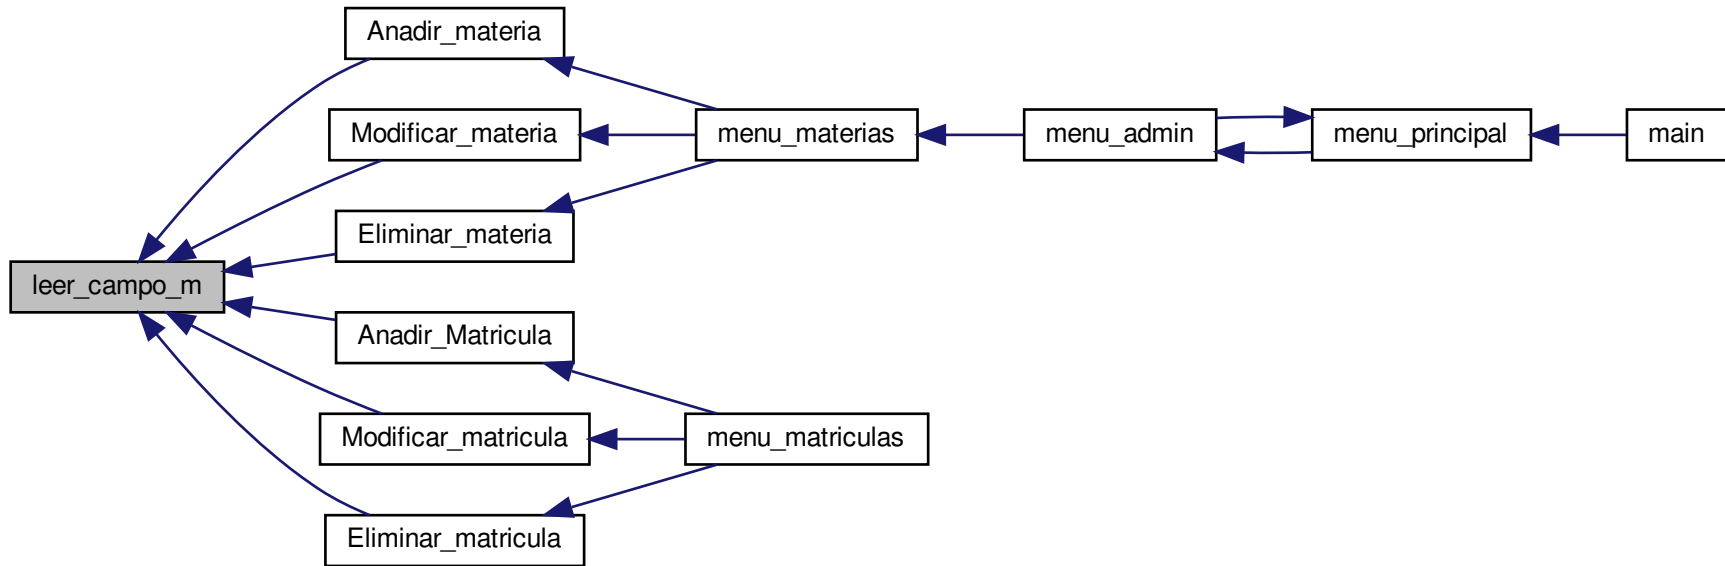 Anadir_materia
Modificar_materia
menu_materias
menu_admin
menu_principal
main
Eliminar_materia
leer_campo_m
Anadir_Matricula
Modificar_matricula
menu_matriculas
Eliminar_matricula